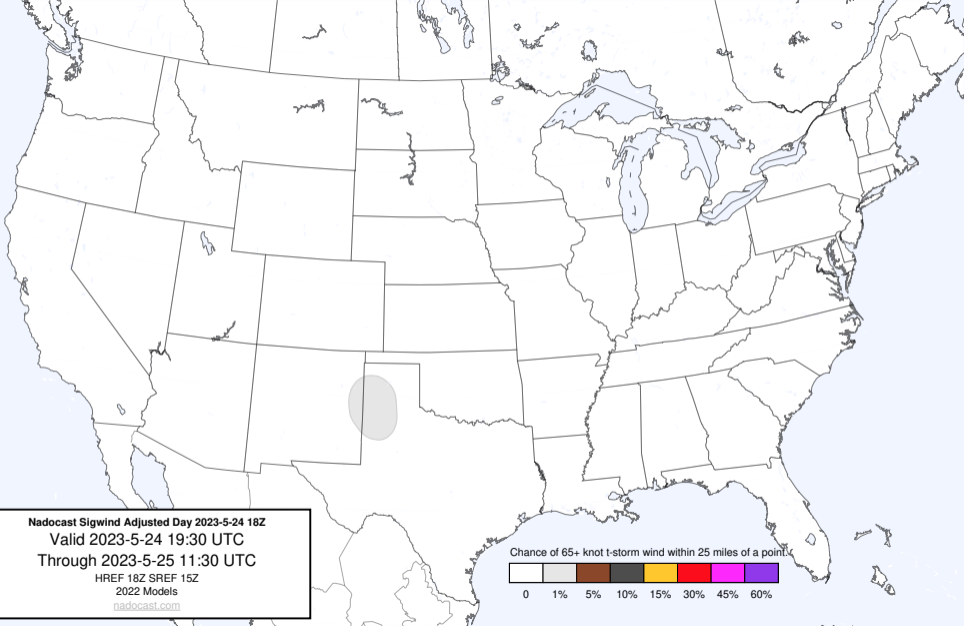 Nadocast Sigwind Adjusted Day 2023-5-24 18Z
Valid 2023-5-24 19:30 UTC
Through 2023-5-25 11:30 UTC
HREF 18Z SREF 15Z
2022 Models
nadocast.com
Chance of 65+ knot t-storm wind within 25 miles of a point.
0 1% 5% 10% 15% 30% 45% 60%